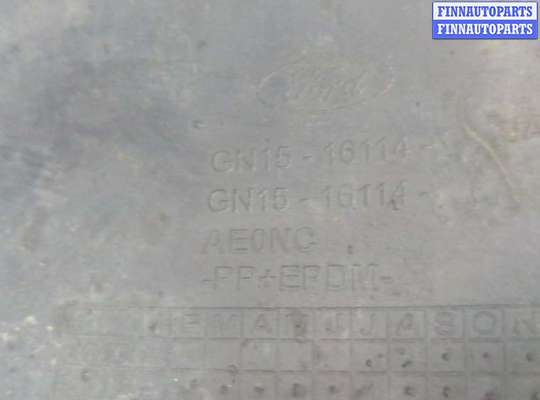 FINNAUTOPARTS
FINNAUTOPARTS
Ford
GN15 - 16114 -
GN15 - 16114 -
AE0NC
-PP+EPDM-
E M A M J J A S O N